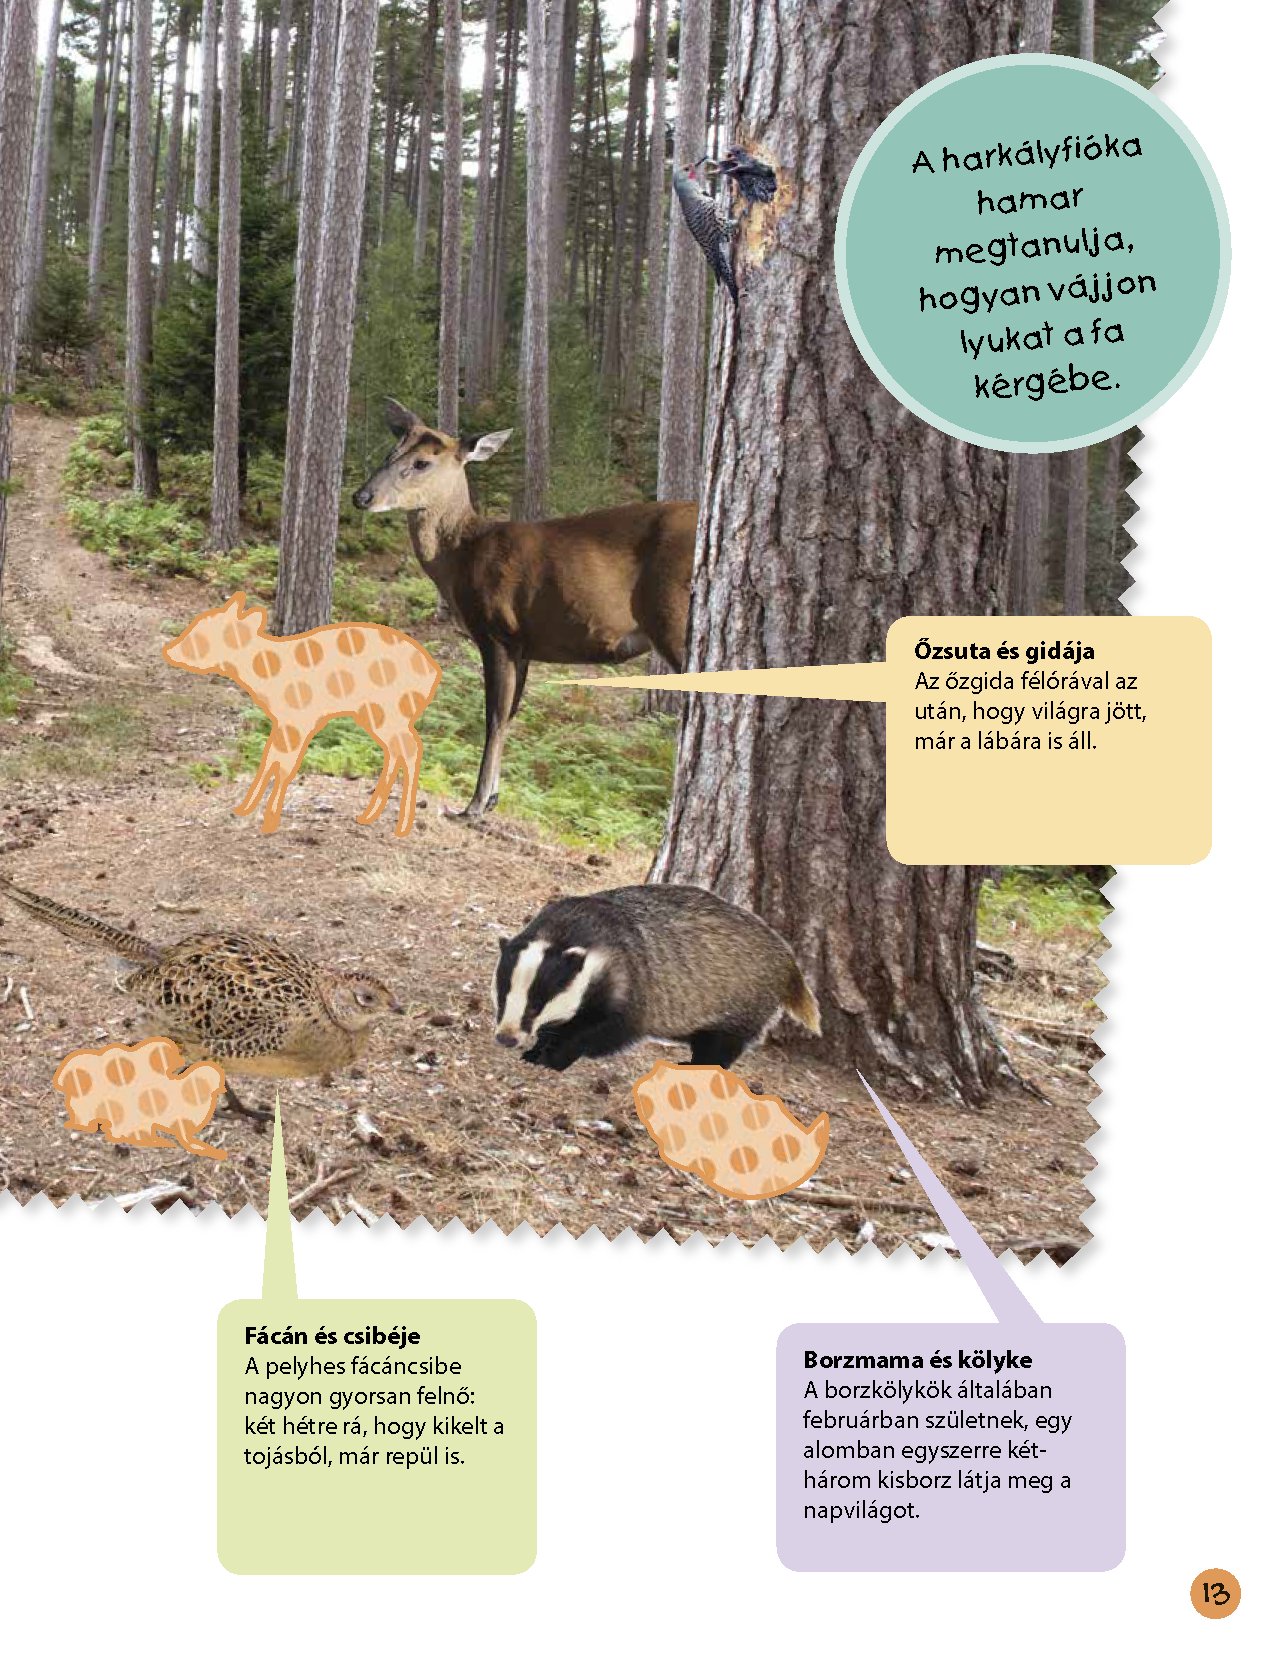 A harkályfióka
hamar
megtanulja,
hogyan vájjon
lyukat a fa
kérgébe.
Őzsuta és gidája
Az őzgida félórával az
után, hogy világra jött,
már a lábára is áll.
Fácán és csibéje
A pelyhes fácáncsibe
nagyon gyorsan felnő:
két hétre rá, hogy kikelt a
tojásból, már repül is.
Borzmama és kölyke
A borzkölykök általában
februárban születnek, egy
alomban egyszerre két-
három kisborz látja meg a
napvilágot.
13